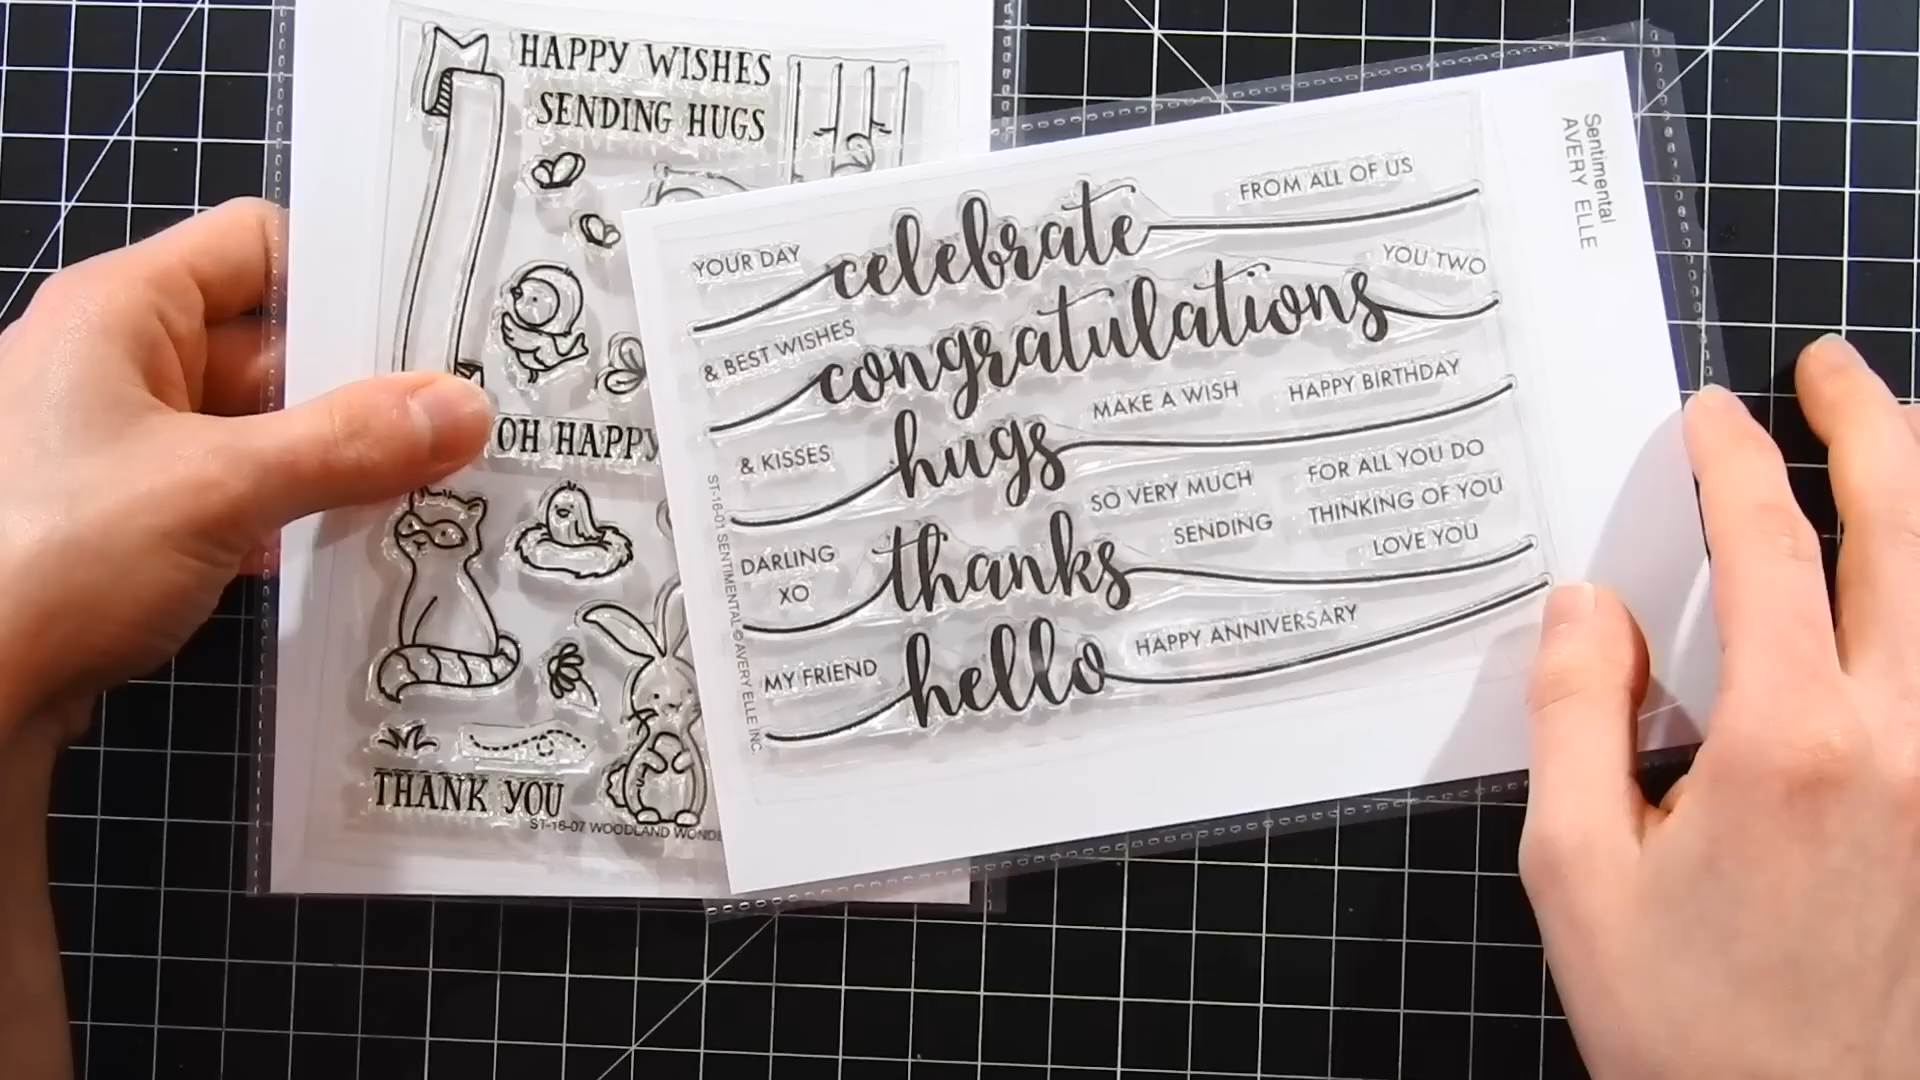 HAPPY WISHES
SENDING HUGS
OH HAPPY
THANK YOU
ST-16-07 WOODLAND
Sentimental
AVERY ELLE
FROM ALL OF US
YOUR DAY
celebrate
YOU TWO
& BEST WISHES
congratulations
MAKE A WISH
HAPPY BIRTHDAY
& KISSES
hugs
FOR ALL YOU DO
SO VERY MUCH
THINKING OF YOU
SENDING
LOVE YOU
DARLING
XO
thanks
HAPPY ANNIVERSARY
MY FRIEND
hello
ST-16-01 SENTIMENTAL © AVERY ELLE INC.